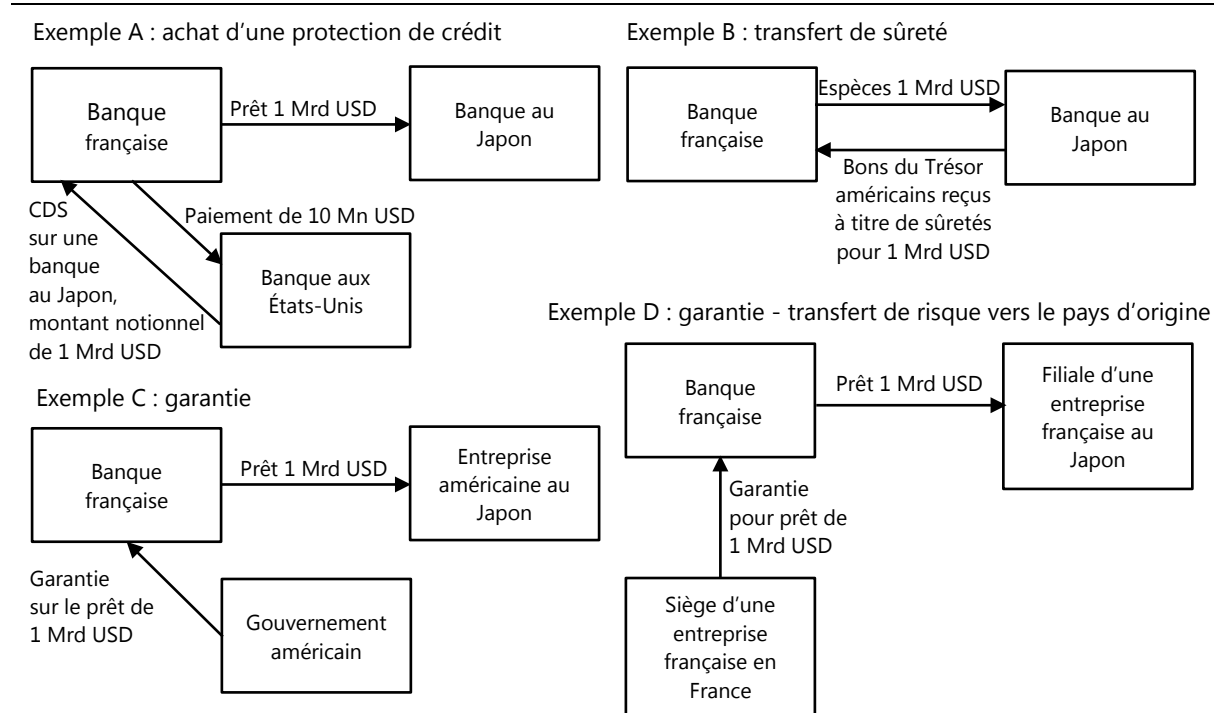 Exemple A : achat d’une protection de crédit
Banque
française
Prêt 1 Mrd USD
Banque au
Japon
CDS
sur une
banque
au Japon,
montant notionnel
de 1 Mrd USD
Paiement de 10 Mn USD
Banque aux
États-Unis
Exemple B : transfert de sûreté
Banque
française
Espèces 1 Mrd USD
Banque au
Japon
Bons du Trésor
américains reçus
à titre de sûretés
pour 1 Mrd USD
Exemple C : garantie
Banque
française
Prêt 1 Mrd USD
Entreprise
américaine au
Japon
Garantie
sur le prêt de
1 Mrd USD
Gouvernement
américain
Exemple D : garantie - transfert de risque vers le pays d’origine
Banque
française
Prêt 1 Mrd USD
Filiale d’une
entreprise
française au
Japon
Garantie
pour prêt de
1 Mrd USD
Siège d’une
entreprise
française en
France